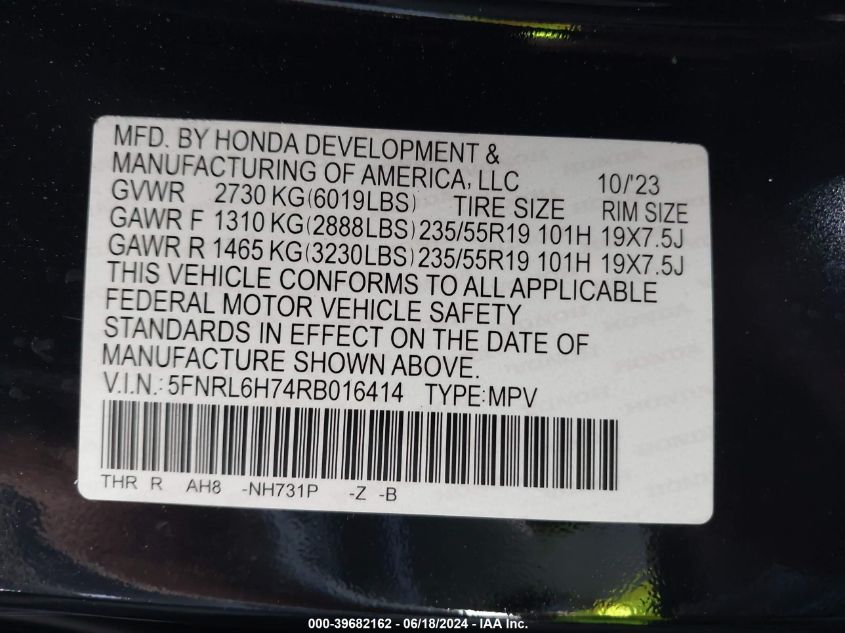 MFD. BY HONDA DEVELOPMENT &
MANUFACTURING OF AMERICA, LLC 10/'23
GVWR 2730 KG(6019LBS) TIRE SIZE RIM SIZE
GAWR F 1310 KG(2888LBS) 235/55R19 101H 19X7.5J
GAWR R 1465 KG(3230LBS) 235/55R19 101H 19X7.5J
THIS VEHICLE CONFORMS TO ALL APPLICABLE
FEDERAL MOTOR VEHICLE SAFETY
STANDARDS IN EFFECT ON THE DATE OF
MANUFACTURE SHOWN ABOVE.
V.I.N.: 5FNRL6H74RB016414 TYPE:MPV
THR R AH8 -NH731P -Z -B
000-39682162 - 06/18/2024 - IAA Inc.